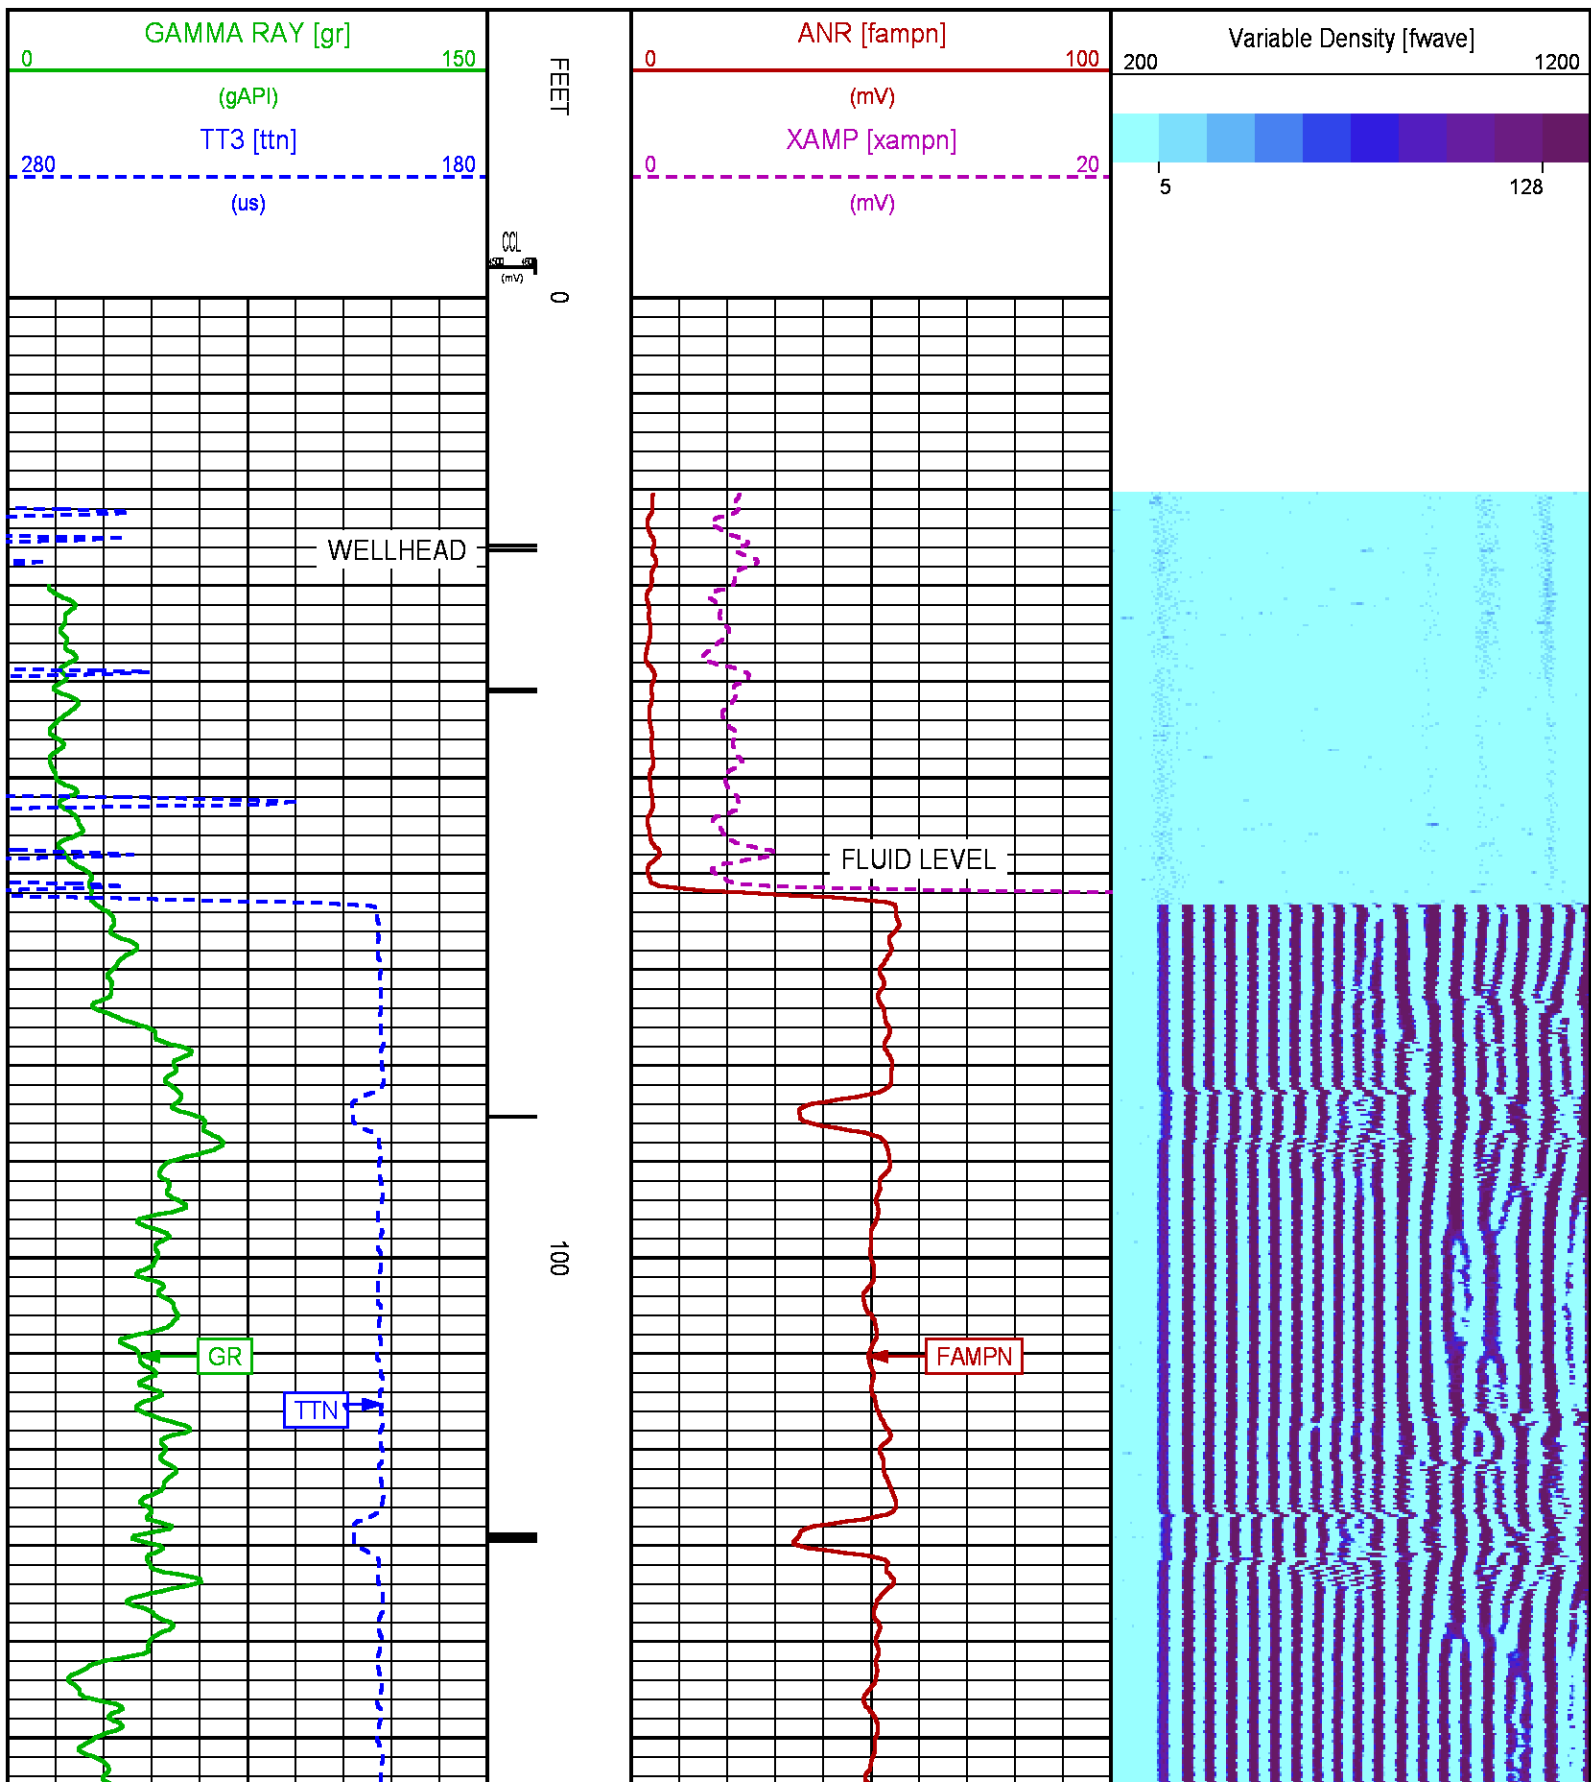 GAMMA RAY [gr]
0 150
(gAPI)
TT3 [ttn]
280 180
(us)
CCL
(mV)
FEET
0
ANR [fampn]
0 100
(mV)
XAMP [xampn]
0 20
(mV)
Variable Density [fwave]
200 1200
5 128
WELLHEAD
FLUID LEVEL
100
GR
FAMPN
TTN